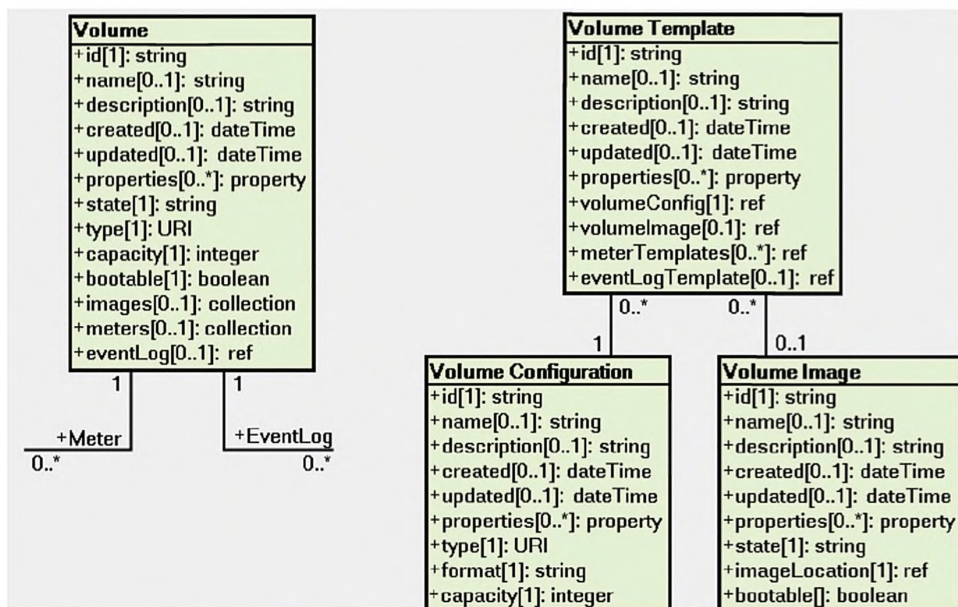 Volume
+id[1]: string
+name[0..1]: string
+description[0..1]: string
+created[0..1]: dateTime
+updated[0..1]: dateTime
+properties[0..*]: property
+state[1]: string
+type[1]: URI
+capacity[1]: integer
+bootable[1]: boolean
+images[0..1]: collection
+meters[0..1]: collection
+eventLog[0..1]: ref
1
1
+Meter
0..*
+EventLog
0..*
Volume Template
+id[1]: string
+name[0..1]: string
+description[0..1]: string
+created[0..1]: dateTime
+updated[0..1]: dateTime
+properties[0..*]: property
+volumeConfig[1]: ref
+volumeImage[0.1]: ref
+meterTemplates[0..*]: ref
+eventLogTemplate[0..1]: ref
0..*
0..*
1
0..1
Volume Configuration
+id[1]: string
+name[0..1]: string
+description[0..1]: string
+created[0..1]: dateTime
+updated[0..1]: dateTime
+properties[0..*]: property
+type[1]: URI
+format[1]: string
+capacity[1]: integer
Volume Image
+id[1]: string
+name[0..1]: string
+description[0..1]: string
+created[0..1]: dateTime
+updated[0..1]: dateTime
+properties[0..*]: property
+state[1]: string
+imageLocation[1]: ref
+bootable[]: boolean